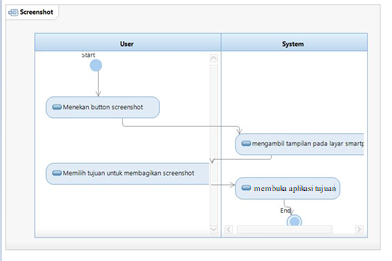 Screenshot
User
System
Start
Menekan button screenshot
mengambil tampilan pada layar
Memilih tujuan untuk membagikan screenshot
membuka aplikasi tujuan
End